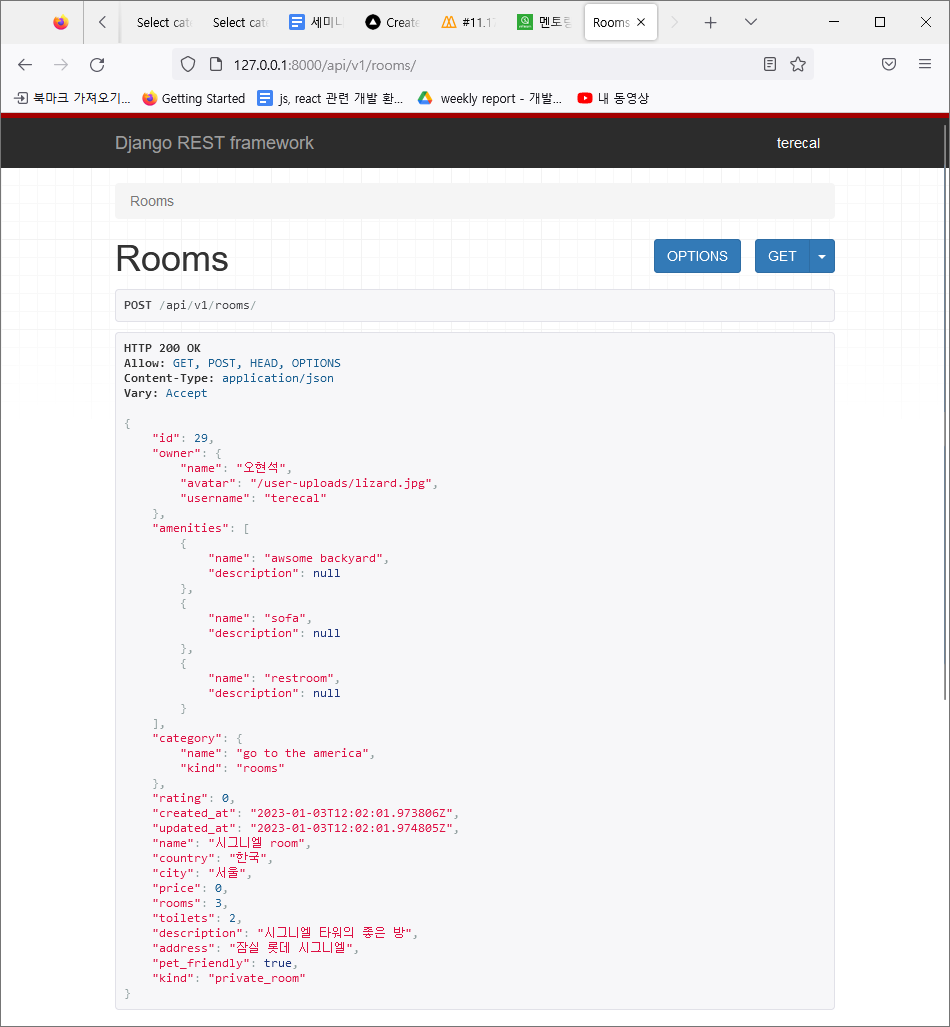 Select cat
Select cat
세미나
Create
#11.1
멘토링
Rooms
127.0.0.1:8000/api/v1/rooms/
북마크 가져오기...
Getting Started
js, react 관련 개발 환...
weekly report - 개발...
내 동영상
Django REST framework
terecal
Rooms
Rooms
OPTIONS
GET
POST /api/v1/rooms/
HTTP 200 OK
Allow: GET, POST, HEAD, OPTIONS
Content-Type: application/json
Vary: Accept
{
"id": 29,
"owner": {
"name": "오현석",
"avatar": "/user-uploads/lizard.jpg",
"username": "terecal"
},
"amenities": [
{
"name": "awsome backyard",
"description": null
},
{
"name": "sofa",
"description": null
},
{
"name": "restroom",
"description": null
}
],
"category": {
"name": "go to the america",
"kind": "rooms"
},
"rating": 0,
"created_at": "2023-01-03T12:02:01.973806Z",
"updated_at": "2023-01-03T12:02:01.974805Z",
"name": "시그니엘 room",
"country": "한국",
"city": "서울",
"price": 0,
"rooms": 3,
"toilets": 2,
"description": "시그니엘 타워의 좋은 방",
"address": "잠실 롯데 시그니엘",
"pet_friendly": true,
"kind": "private_room"
}